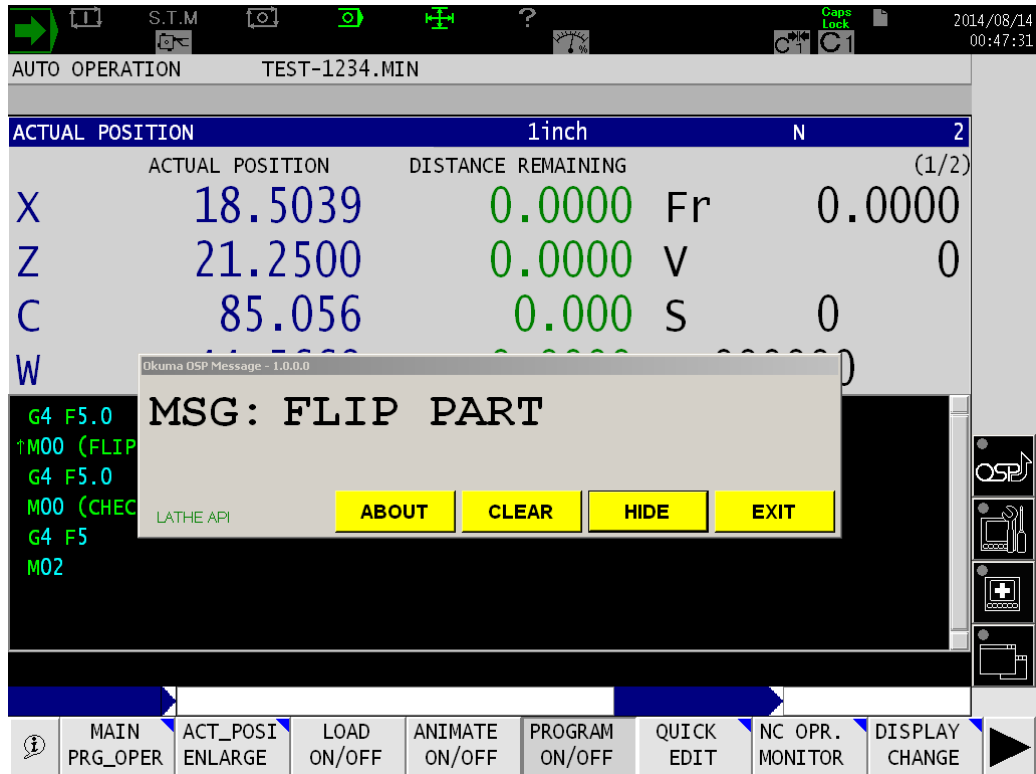 S.T.M ? Caps Lock 2014/08/14
% C1 C1 00:47:31
AUTO OPERATION TEST-1234.MIN
ACTUAL POSITION 1inch N 2
ACTUAL POSITION DISTANCE REMAINING (1/2)
X 18.5039 0.0000 Fr 0.0000
Z 21.2500 0.0000 V 0
C 85.056 0.000 S 0
W
Okuma OSP Message - 1.0.0.0
MSG: FLIP PART
LATHE API ABOUT CLEAR HIDE EXIT
G4 F5.0
↑M00 (FLIP
G4 F5.0
M00 (CHEC
G4 F5
M02
OSP
MAIN PRG_OPER
ACT_POSI ENLARGE
LOAD ON/OFF
ANIMATE ON/OFF
PROGRAM ON/OFF
QUICK EDIT
NC OPR. MONITOR
DISPLAY CHANGE